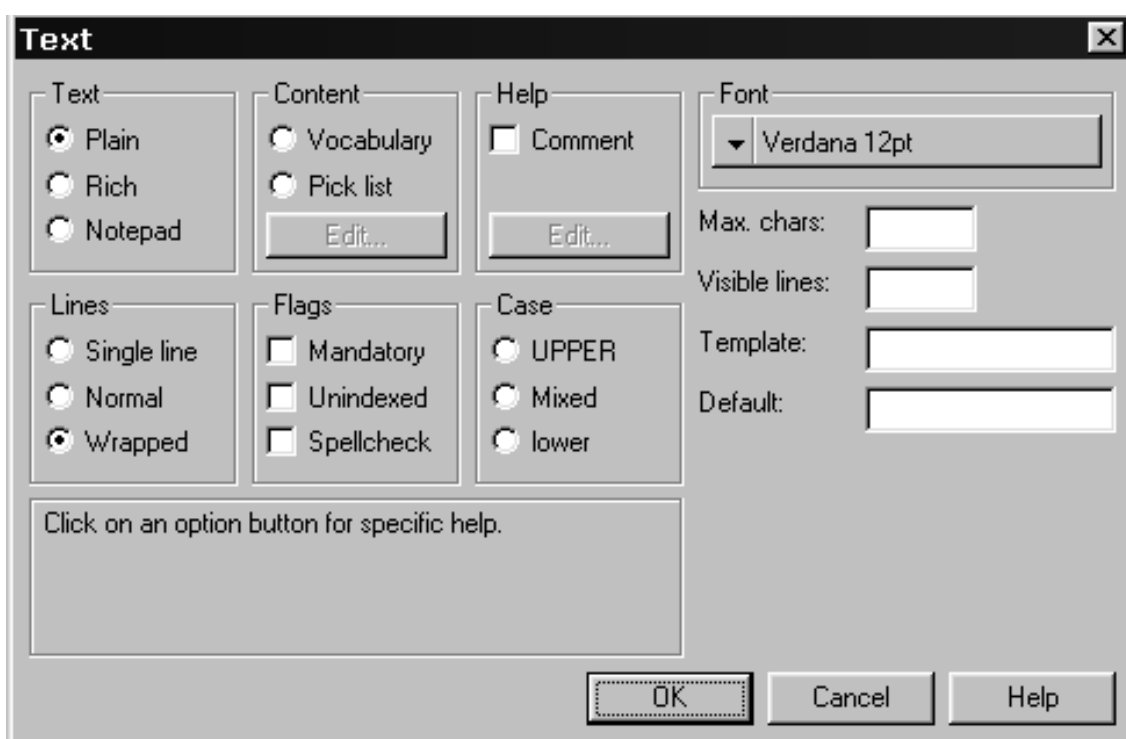 Text
Text
Plain
Rich
Notepad
Content
Vocabulary
Pick list
Edit...
Help
Comment
Edit...
Font
Verdana 12pt
Max. chars:
Visible lines:
Template:
Default:
Lines
Single line
Normal
Wrapped
Flags
Mandatory
Unindexed
Spellcheck
Case
UPPER
Mixed
lower
Click on an option button for specific help.
OK
Cancel
Help